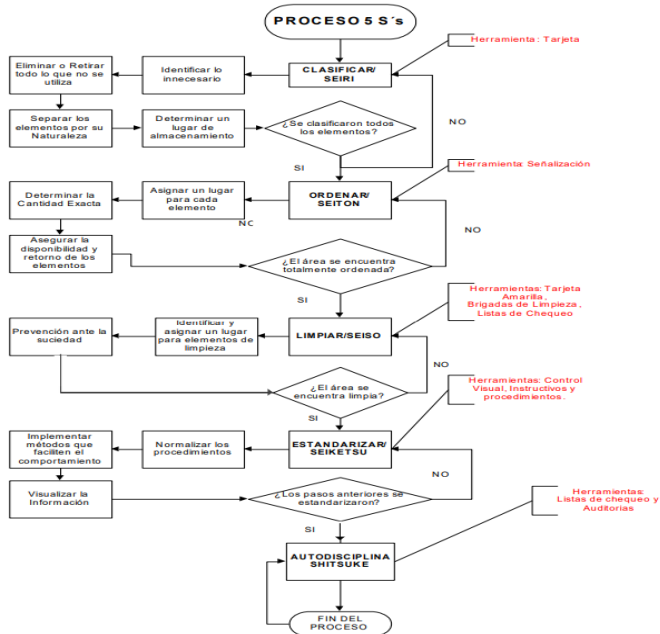 PROCESO 5 S´s
Herramienta: Tarjeta
Eliminar o Retirar
todo lo que no se
utiliza
Identificar lo
innecesario
CLASIFICAR/
SEIRI
Separar los
elementos por su
Naturaleza
Determinar un
lugar de
almacenamiento
¿Se clasificaron todos
los elementos?
NO
SI
Herramienta Señalización
Determinar la
Cantidad Exacta
Asignar un lugar
para cada
elemento
ORDENAR/
SEITON
NC
NO
Asegurar la
disponibilidad y
retorno de los
elementos
¿El área se encuentra
totalmente ordenada?
SI
Herramientas: Tarjeta
Amarilla,
Brigadas de Limpieza,
Listas de Chequeo
Prevención ante la
suciedad
Identificar y
asignar un lugar
para elementos de
limpieza
LIMPIAR/SEISO
NO
¿El área se
encuentra limpia?
SI
Herramientas: Control
Visual, Instructivos y
procedimientos.
Implementar
métodos que
faciliten el
comportamiento
Normalizar los
procedimientos
ESTANDARIZAR/
SEIKETSU
NO
Visualizar la
Información
¿Los pasos anteriores se
estandarizaron?
SI
Herramientas:
Listas de chequeo y
Auditorias
AUTODISCIPLINA
SHITSUKE
FIN DEL
PROCESO